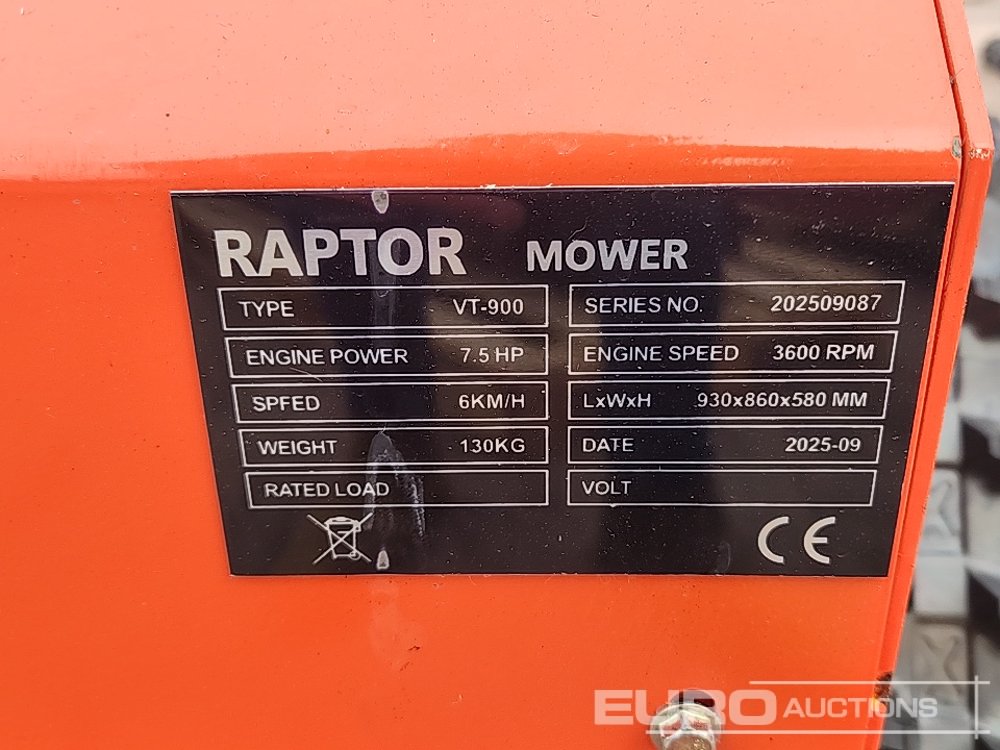 RAPTOR MOWER
TYPE VT-900 SERIES NO. 202509087
ENGINE POWER 7.5 HP ENGINE SPEED 3600 RPM
SPFED 6KM/H LxWxH 930x860x580 MM
WEIGHT 130KG DATE 2025-09
RATED LOAD VOLT
CE
EURO AUCTIONS